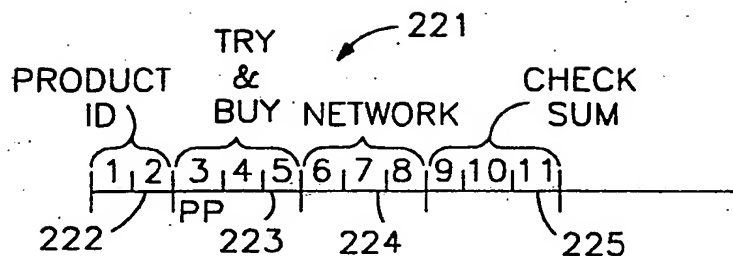 221
TRY
&
BUY
PRODUCT
ID
NETWORK
CHECK
SUM
1 2 3 4 5 6 7 8 9 10 11
PP
222 223 224 225